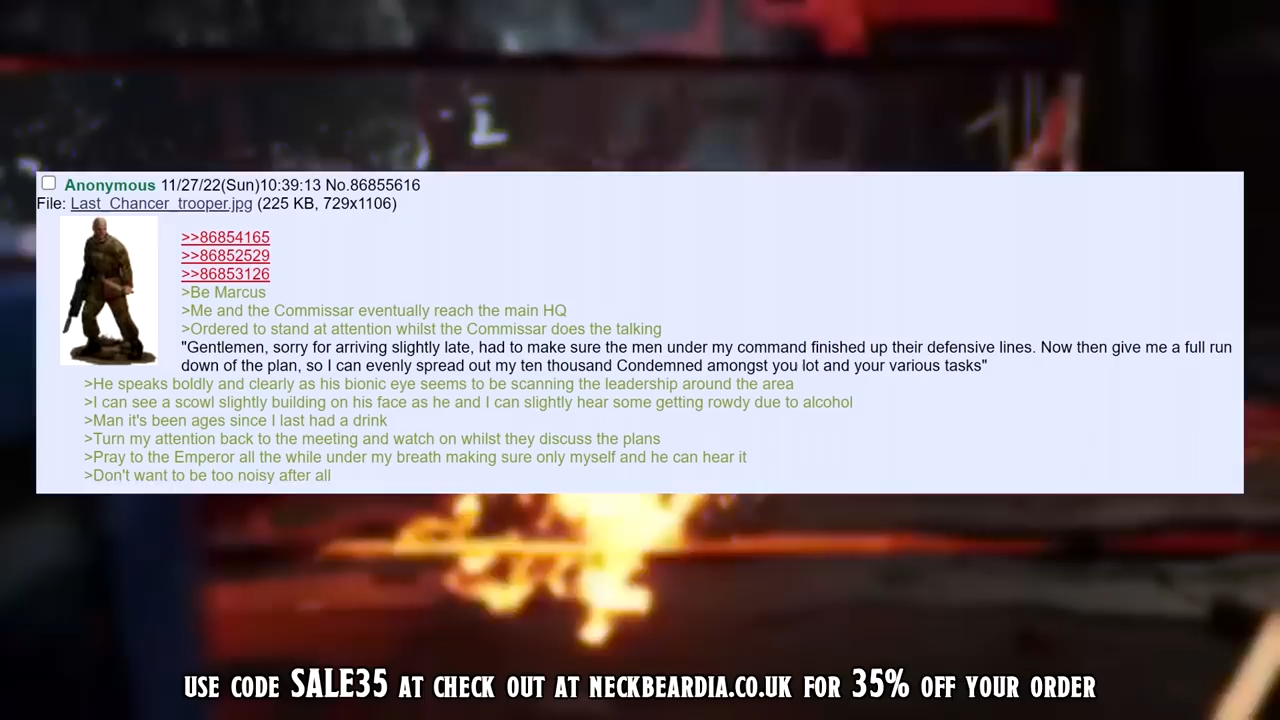 Anonymous 11/27/22(Sun)10:39:13 No.86855616
File: Last_Chancer_trooper.jpg (225 KB, 729x1106)
>>86854165
>>86852529
>>86853126
>Be Marcus
>Me and the Commissar eventually reach the main HQ
>Ordered to stand at attention whilst the Commissar does the talking
"Gentlemen, sorry for arriving slightly late, had to make sure the men under my command finished up their defensive lines. Now then give me a full run
down of the plan, so I can evenly spread out my ten thousand Condemned amongst you lot and your various tasks"
>He speaks boldly and clearly as his bionic eye seems to be scanning the leadership around the area
>I can see a scowl slightly building on his face as he and I can slightly hear some getting rowdy due to alcohol
>Man it's been ages since I last had a drink
>Turn my attention back to the meeting and watch on whilst they discuss the plans
>Pray to the Emperor all the while under my breath making sure only myself and he can hear it
>Don't want to be too noisy after all
USE CODE SALE35 AT CHECK OUT AT NECKBEARDIA.CO.UK FOR 35% OFF YOUR ORDER